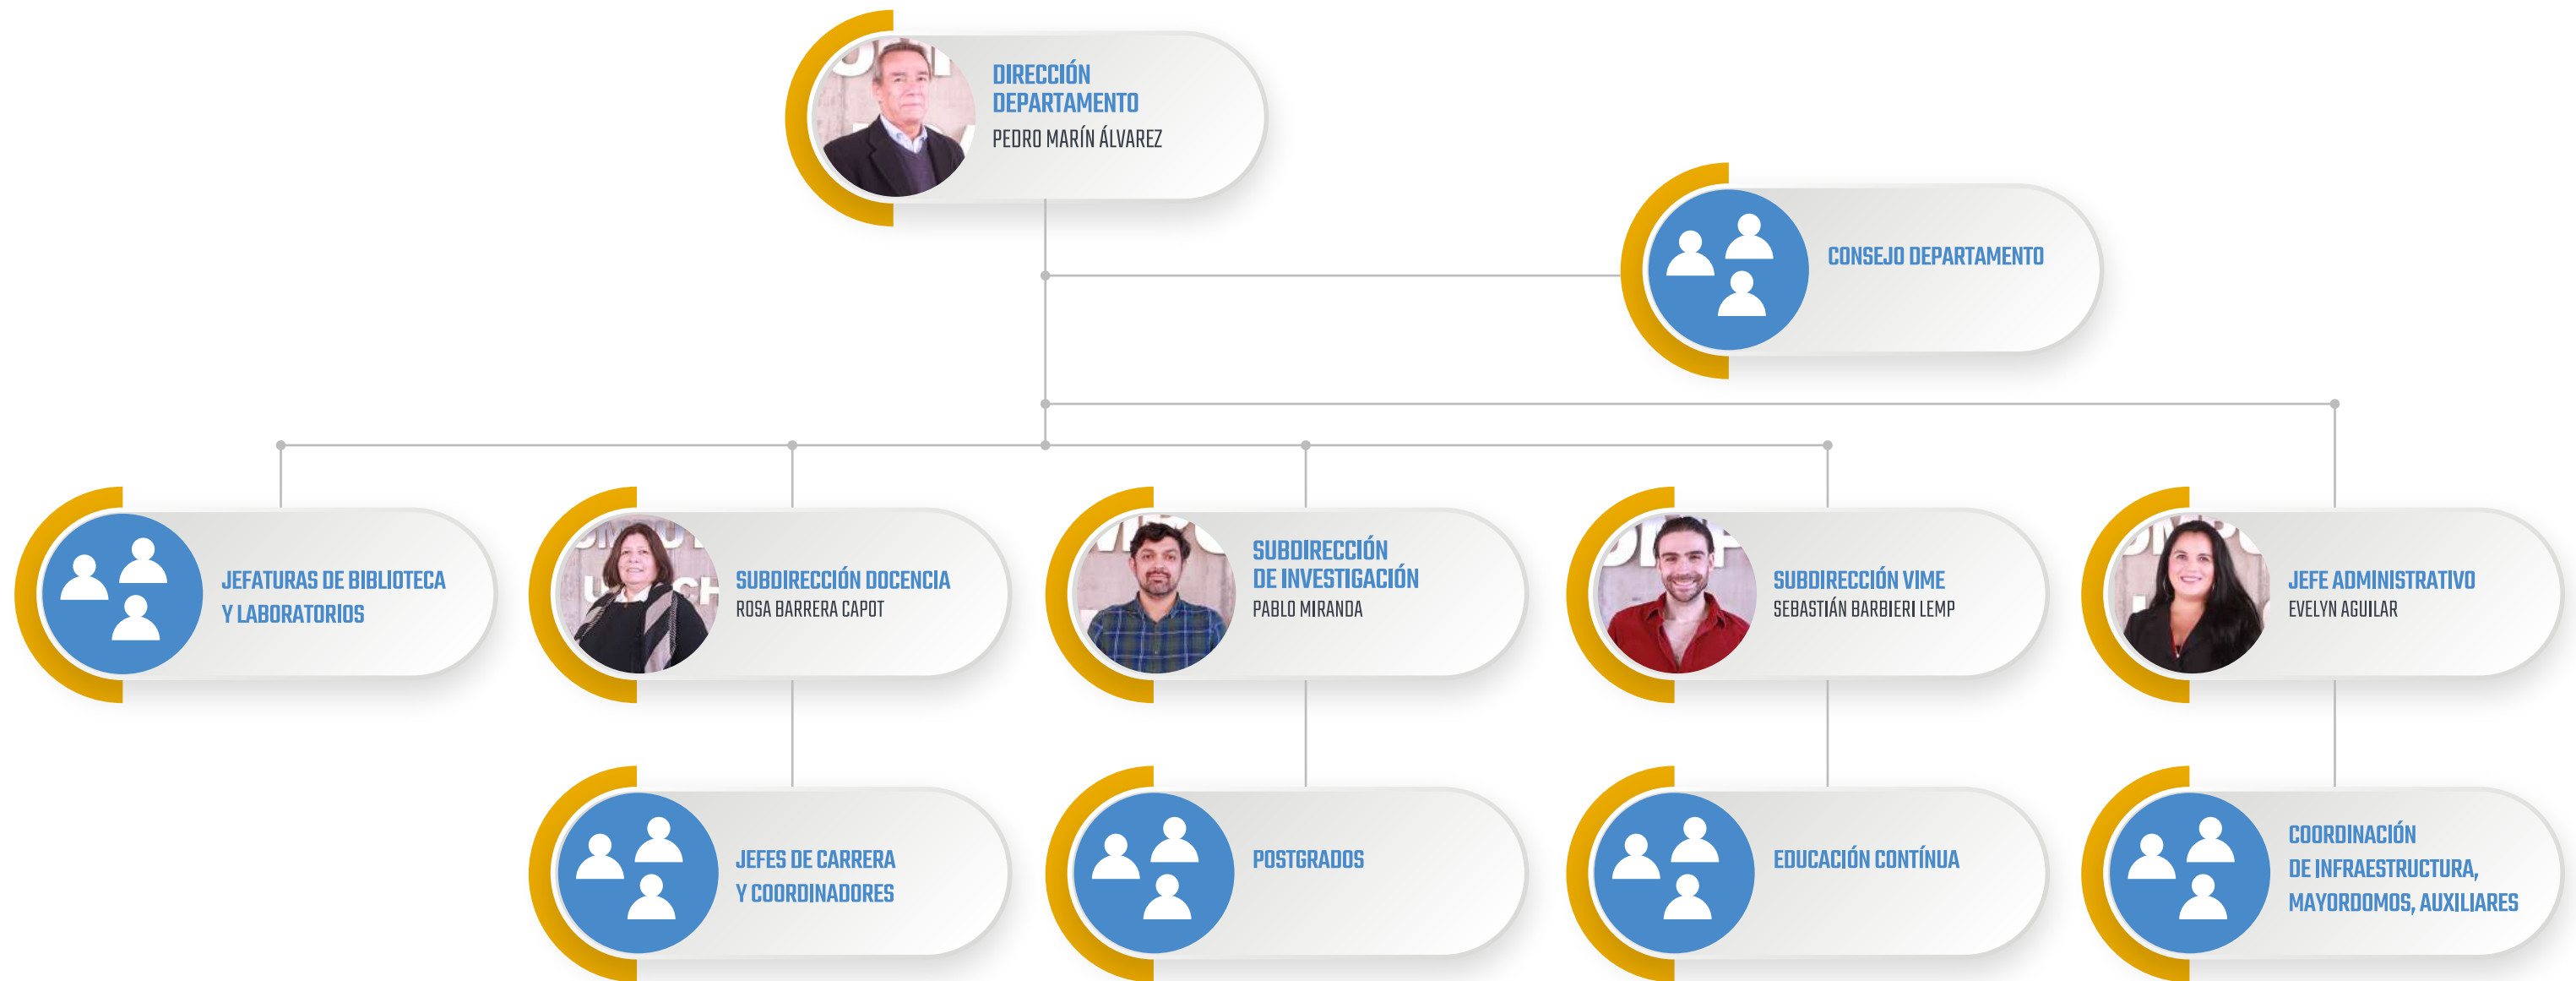 DIRECCIÓN
DEPARTAMENTO
PEDRO MARÍN ÁLVAREZ
CONSEJO DEPARTAMENTO
JEFATURAS DE BIBLIOTECA
Y LABORATORIOS
SUBDIRECCIÓN DOCENCIA
ROSA BARRERA CAPOT
SUBDIRECCIÓN
DE INVESTIGACIÓN
PABLO MIRANDA
SUBDIRECCIÓN VIME
SEBASTIÁN BARBIERI LEMP
JEFE ADMINISTRATIVO
EVELYN AGUILAR
JEFES DE CARRERA
Y COORDINADORES
POSTGRADOS
EDUCACIÓN CONTÍNUA
COORDINACIÓN
DE INFRAESTRUCTURA,
MAYORDOMOS, AUXILIARES